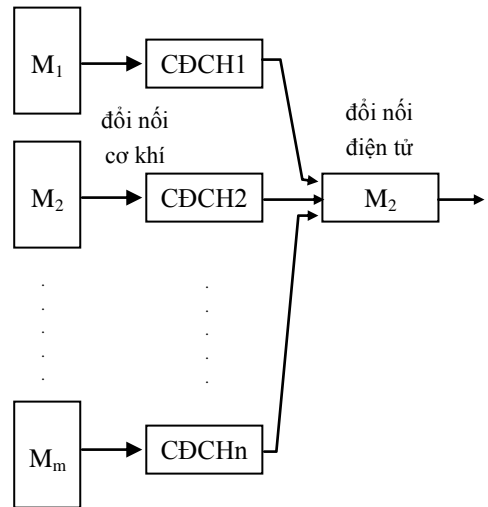 M₁
CĐCH1
đổi nối
cơ khí
đổi nối
điện tử
M₂
CĐCH2
M₂
Mₘ
CĐCHn